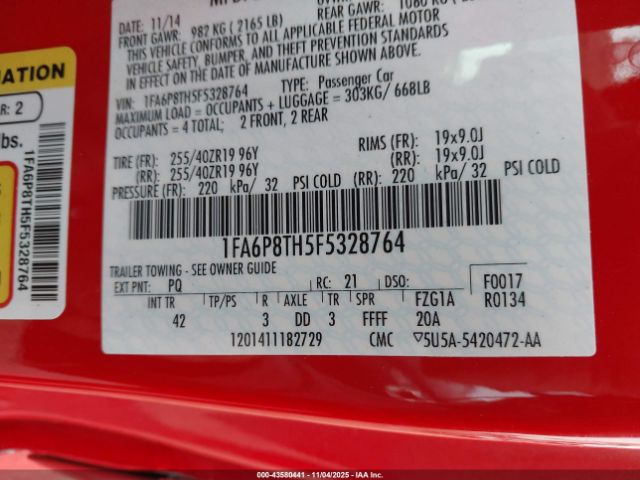 DATE: 11/14
FRONT GAWR: 982 KG ( 2165 LB)
REAR GAWR:
THIS VEHICLE CONFORMS TO ALL APPLICABLE FEDERAL MOTOR
VEHICLE SAFETY, BUMPER, AND THEFT PREVENTION STANDARDS
IN EFFECT ON THE DATE OF MANUFACTURE SHOWN ABOVE.
VIN: 1FA6P8TH5F5328764 TYPE: Passenger Car
MAXIMUM LOAD = OCCUPANTS + LUGGAGE = 303KG/ 668LB
OCCUPANTS = 4 TOTAL; 2 FRONT, 2 REAR
TIRE (FR): 255/40ZR19 96Y RIMS (FR): 19x9.0J
(RR): 255/40ZR19 96Y (RR): 19x9.0J
PRESSURE (FR): 220 kPa/ 32 PSI COLD (RR): 220 kPa/ 32 PSI COLD
1FA6P8TH5F5328764
TRAILER TOWING - SEE OWNER GUIDE
EXT PNT: PQ RC: 21 DSO: F0017
INT TR TP/PS R AXLE TR SPR FZG1A R0134
42 3 DD 3 FFFF 20A
1201411182729 CMC ▽5U5A-5420472-AA
R: 2
lbs.
1FA6P8TH5F5328764
000-43580441 - 11/04/2025 - IAAI, Inc.